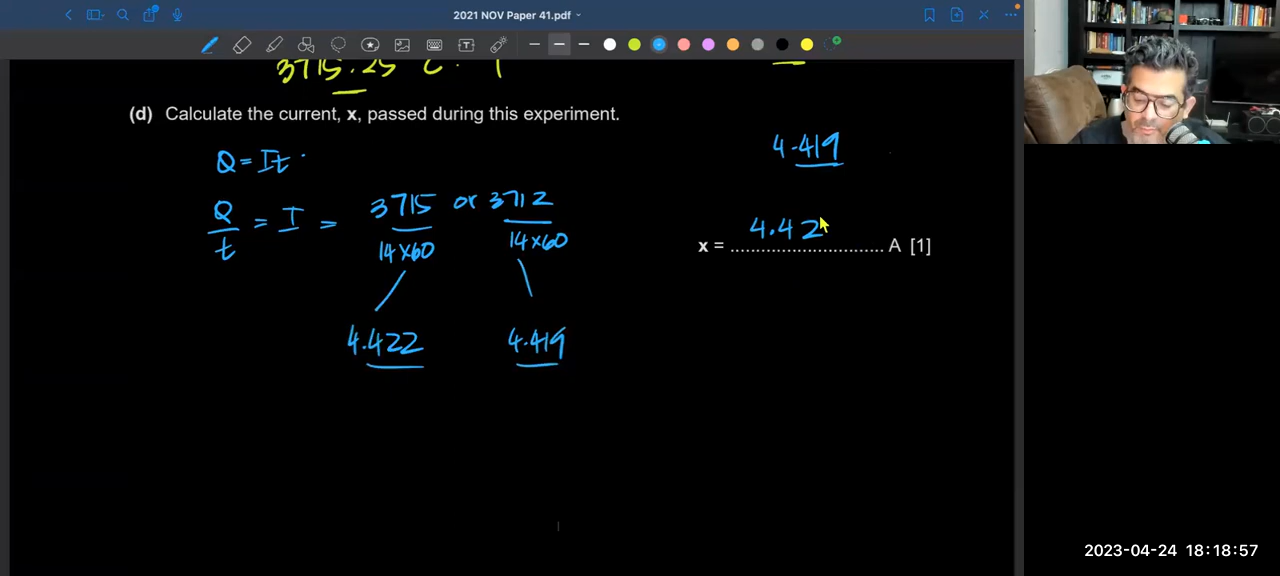 2021 NOV Paper 41.pdf
3715.25 C
(d) Calculate the current, x, passed during this experiment.
Q = It
4.419
Q/t = I = 3715/14×60 or 3712/14×60
x = 4.42 A [1]
4.422 4.419
2023-04-24 18:18:57